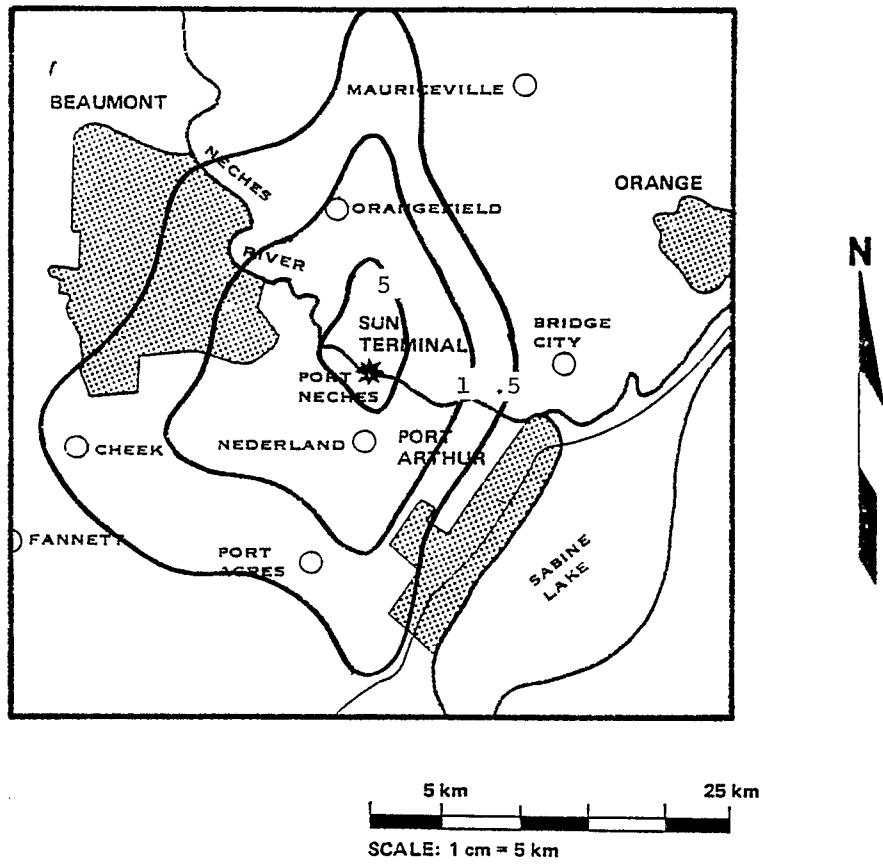 MAURICEVILLE
BEAUMONT
NECHES
ORANGE
ORANGEFIELD
RIVER
N
5
SUN
TERMINAL
BRIDGE
CITY
PORT
NECHES
1
.5
CHEEK
NEDERLAND
PORT
ARTHUR
FANNETT
PORT
ACRES
SABINE
LAKE
5 km
25 km
SCALE: 1 cm = 5 km